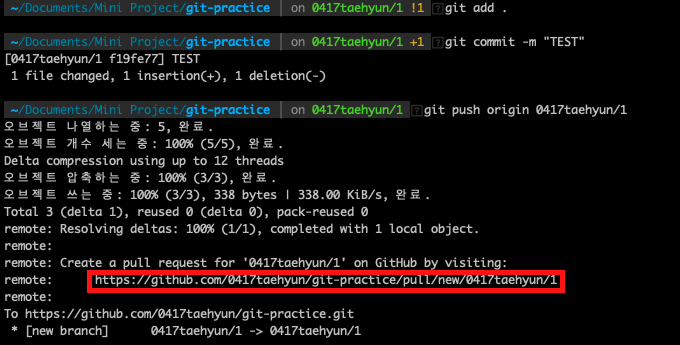 ~/Documents/Mini Project/git-practice on 0417taehyun/1 !1 git add .
~/Documents/Mini Project/git-practice on 0417taehyun/1 +1 git commit -m "TEST"
[0417taehyun/1 f19fe77] TEST
1 file changed, 1 insertion(+), 1 deletion(-)
~/Documents/Mini Project/git-practice on 0417taehyun/1 git push origin 0417taehyun/1
오브젝트 나열하는 중: 5, 완료.
오브젝트 개수 세는 중: 100% (5/5), 완료.
Delta compression using up to 12 threads
오브젝트 압축하는 중: 100% (3/3), 완료.
오브젝트 쓰는 중: 100% (3/3), 338 bytes | 338.00 KiB/s, 완료.
Total 3 (delta 1), reused 0 (delta 0), pack-reused 0
remote: Resolving deltas: 100% (1/1), completed with 1 local object.
remote:
remote: Create a pull request for '0417taehyun/1' on GitHub by visiting:
remote: https://github.com/0417taehyun/git-practice/pull/new/0417taehyun/1
remote:
To https://github.com/0417taehyun/git-practice.git
* [new branch] 0417taehyun/1 -> 0417taehyun/1